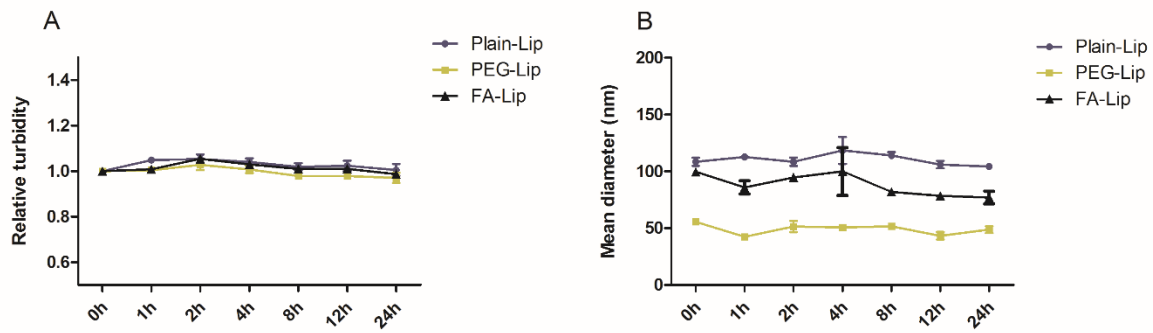 A
Plain-Lip
PEG-Lip
FA-Lip
Relative turbidity
1.4
1.2
1.0
0.8
0.6
0h
1h
2h
4h
8h
12h
24h
B
Plain-Lip
PEG-Lip
FA-Lip
Mean diameter (nm)
200
150
100
50
0
0h
1h
2h
4h
8h
12h
24h